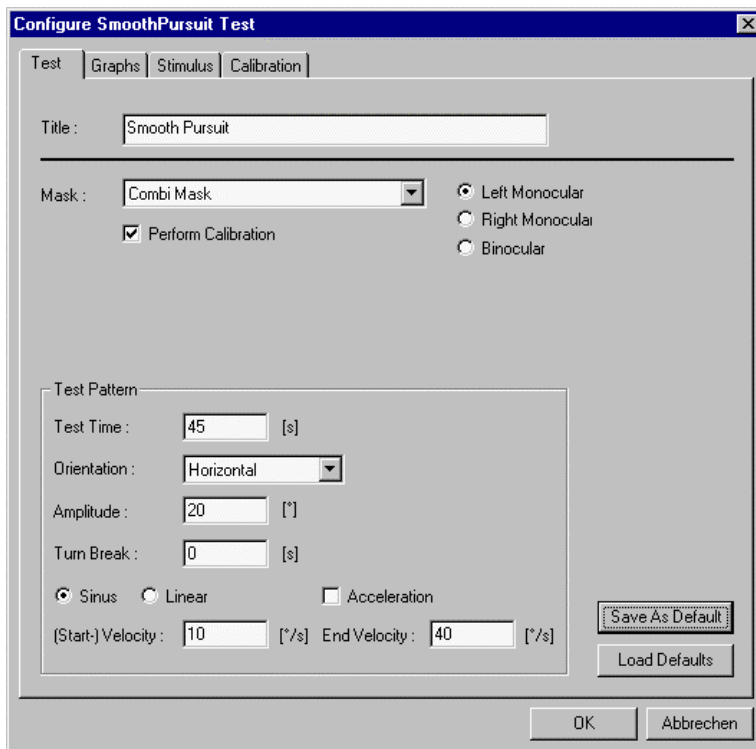 Configure SmoothPursuit Test
Test Graphs Stimulus Calibration
Title : Smooth Pursuit
Mask : Combi Mask
Left Monocular
Right Monocular
Perform Calibration
Binocular
Test Pattern
Test Time : 45 [s]
Orientation : Horizontal
Amplitude : 20 [°]
Turn Break : 0 [s]
Sinus Linear Acceleration
(Start-) Velocity : 10 [°/s] End Velocity : 40 [°/s]
Save As Default
Load Defaults
OK Abbrechen